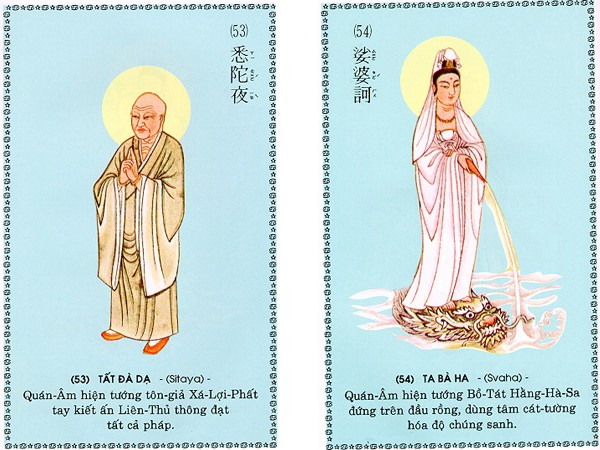 (53)
悉陀夜
(53) TẤT ĐÀ DẠ - (Sitaya) -
Quán-Âm hiện tướng tôn-giả Xá-Lợi-Phất
tay kiết ấn Liên-Thủ thông đạt
tất cả pháp.
(54)
娑婆訶
(54) TA BÀ HA -(Svaha) -
Quán-Âm hiện tướng Bồ-Tát Hằng-Hà-Sa
đứng trên đầu rồng, dùng tâm cát-tường
hóa độ chúng sanh.